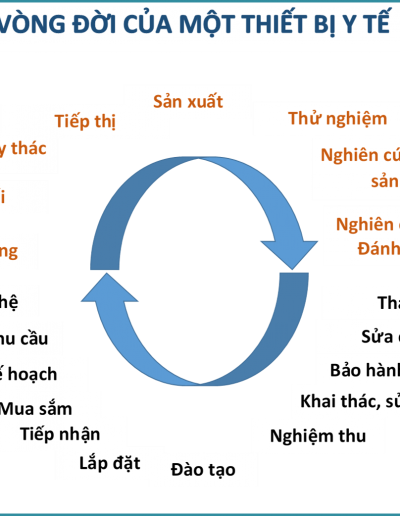 VÒNG ĐỜI CỦA MỘT THIẾT BỊ Y TẾ
Sản xuất
Tiếp thị
Thử nghiệm
y thác
Nghiên cứ
sản
i
Nghiên c
Đánh
ng
hệ
Tha
hu cầu
Sửa c
ế hoạch
Bảo hành
Mua sắm
Khai thác, sử
Tiếp nhận
Nghiệm thu
Lắp đặt
Đào tạo